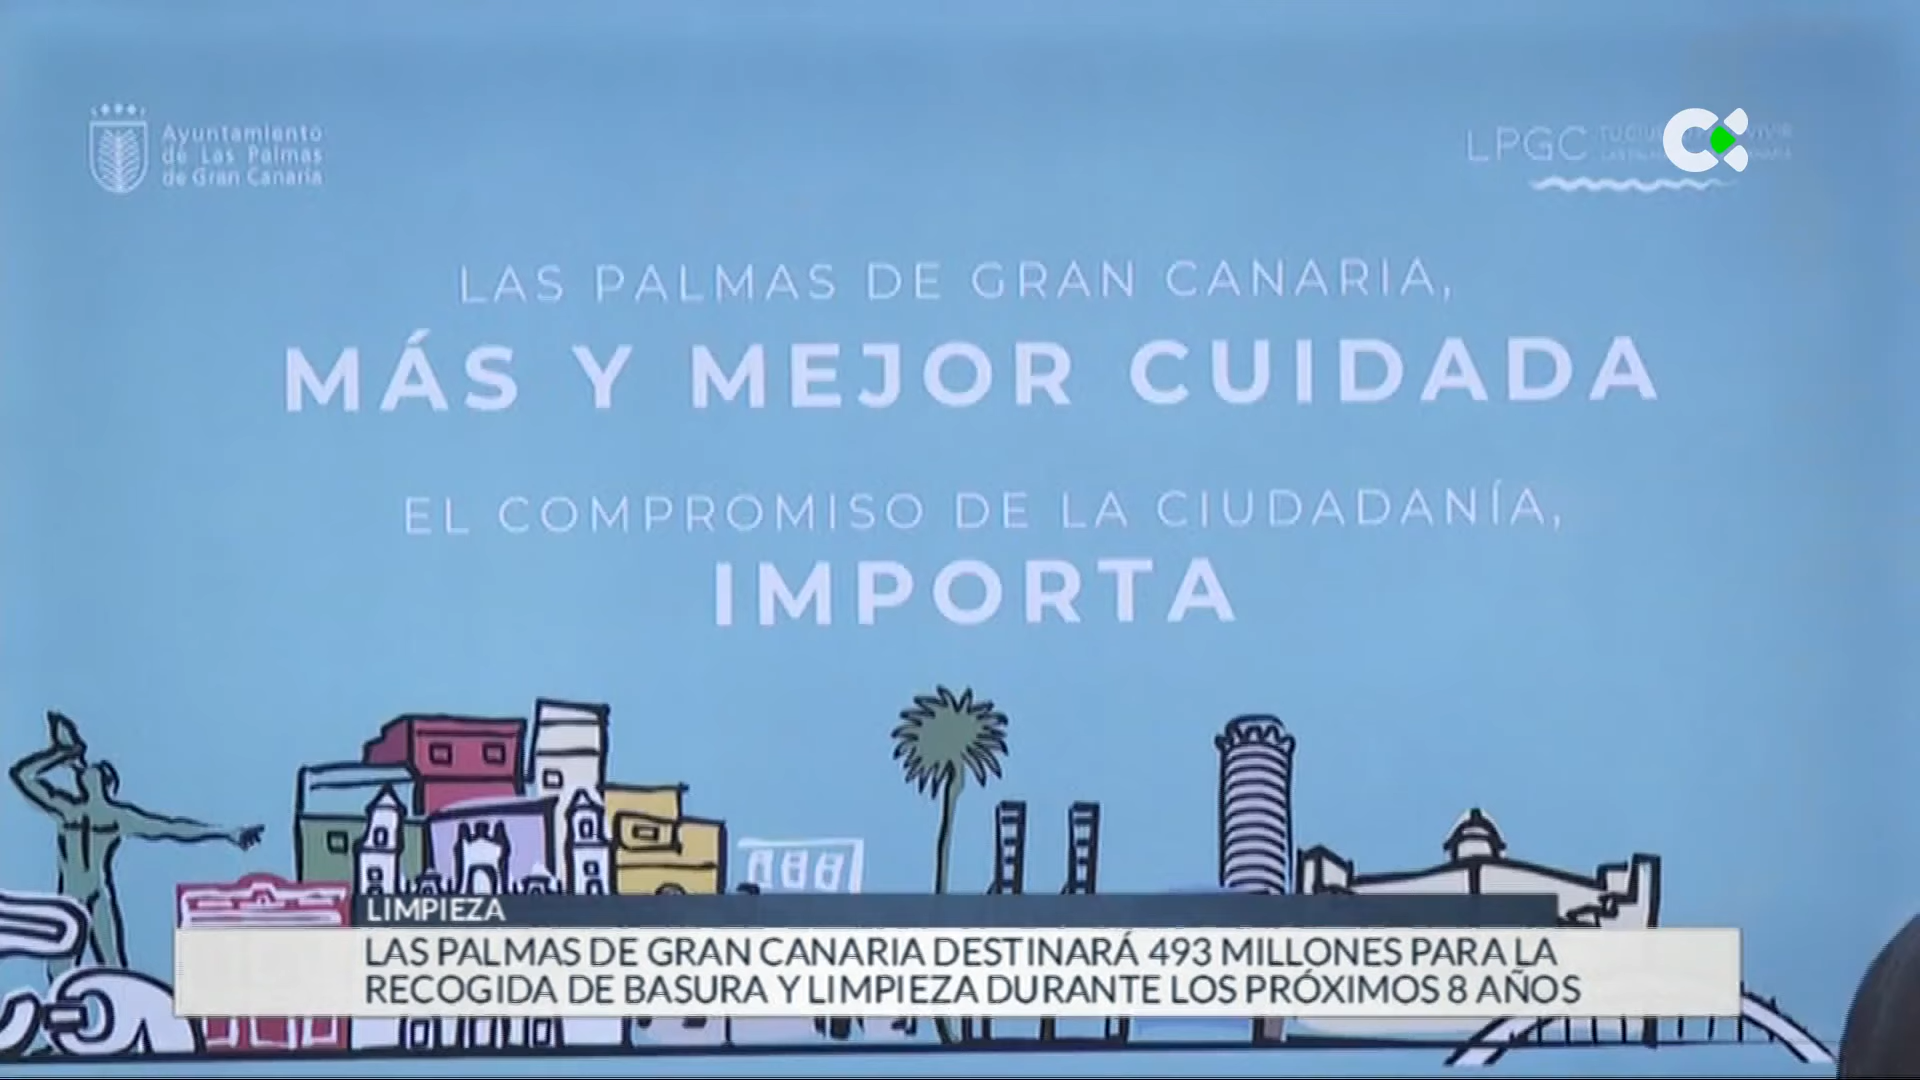 Ayuntamiento
de Las Palmas
de Gran Canaria
LPGC
LAS PALMAS DE GRAN CANARIA,
MÁS Y MEJOR CUIDADA
EL COMPROMISO DE LA CIUDADANÍA,
IMPORTA
LIMPIEZA
LAS PALMAS DE GRAN CANARIA DESTINARÁ 493 MILLONES PARA LA
RECOGIDA DE BASURA Y LIMPIEZA DURANTE LOS PRÓXIMOS 8 AÑOS